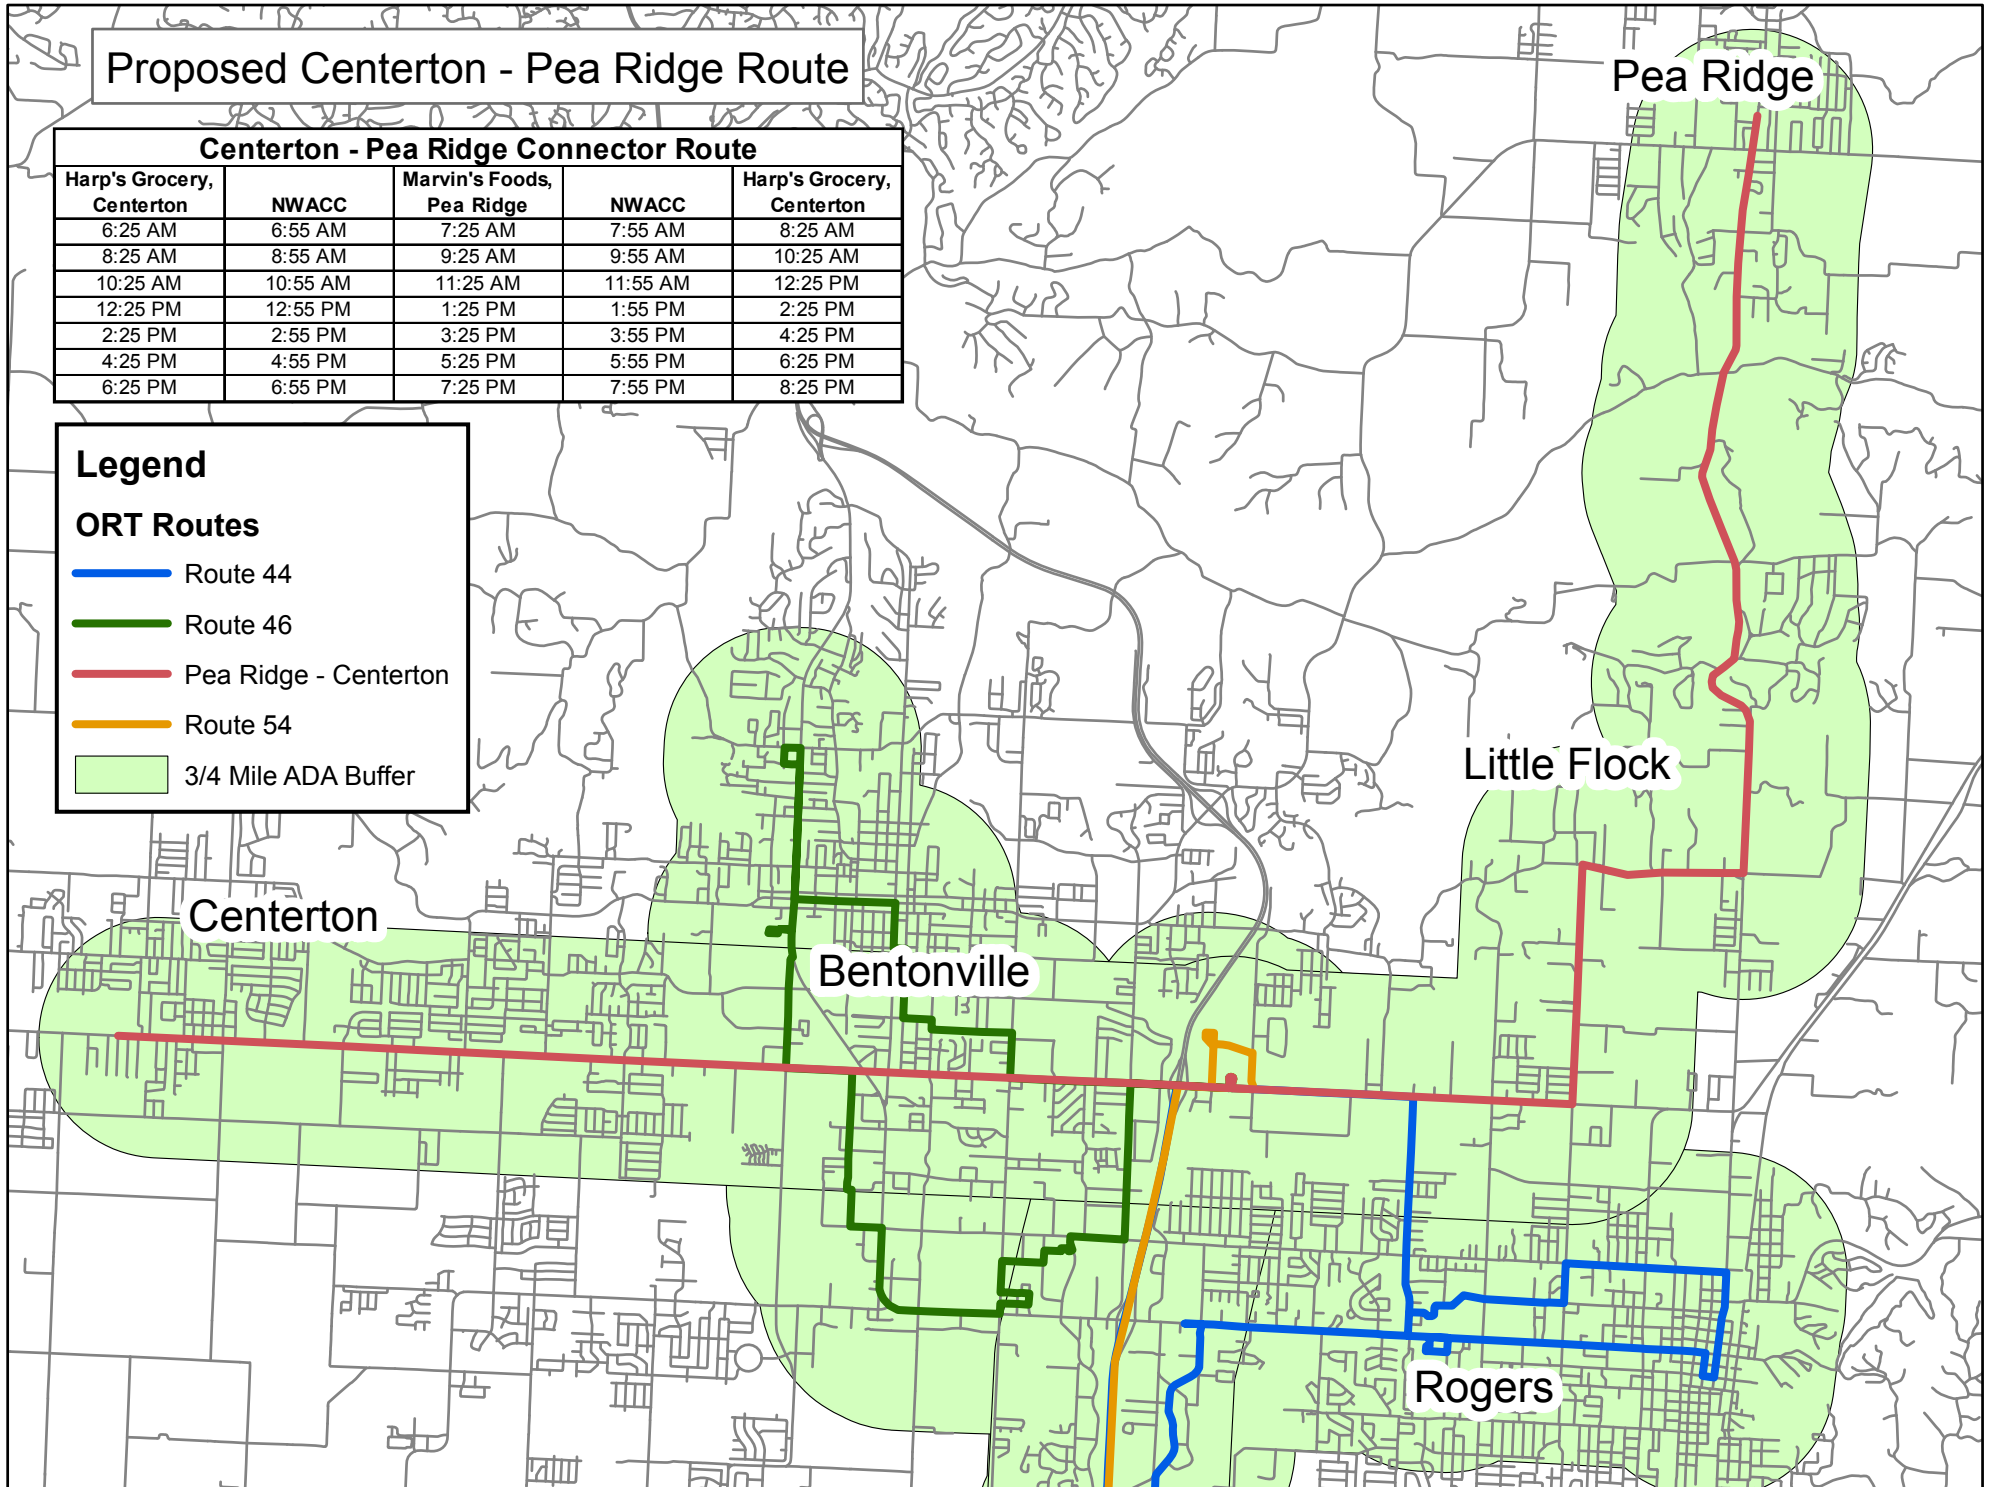 Proposed Centerton - Pea Ridge Route
Pea Ridge
Centerton - Pea Ridge Connector Route
Harp's Grocery, Centerton NWACC Marvin's Foods, Pea Ridge NWACC Harp's Grocery, Centerton
6:25 AM 6:55 AM 7:25 AM 7:55 AM 8:25 AM
8:25 AM 8:55 AM 9:25 AM 9:55 AM 10:25 AM
10:25 AM 10:55 AM 11:25 AM 11:55 AM 12:25 PM
12:25 PM 12:55 PM 1:25 PM 1:55 PM 2:25 PM
2:25 PM 2:55 PM 3:25 PM 3:55 PM 4:25 PM
4:25 PM 4:55 PM 5:25 PM 5:55 PM 6:25 PM
6:25 PM 6:55 PM 7:25 PM 7:55 PM 8:25 PM
Legend
ORT Routes
Route 44
Route 46
Pea Ridge - Centerton
Route 54
3/4 Mile ADA Buffer
Little Flock
Centerton
Bentonville
Rogers